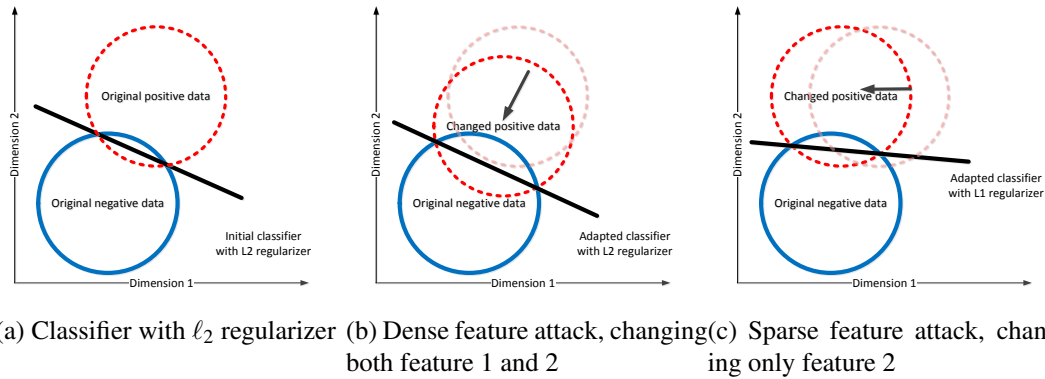 Dimension 2
Original positive data
Original negative data
Initial classifier
with L2 regularizer
Dimension 1
Dimension 2
Changed positive data
Original negative data
Adapted classifier
with L2 regularizer
Dimension 1
Dimension 2
Changed positive data
Original negative data
Adapted classifier
with L1 regularizer
Dimension 1
a) Classifier with ℓ2 regularizer
(b) Dense feature attack, changing
both feature 1 and 2
(c) Sparse feature attack, chan
ing only feature 2